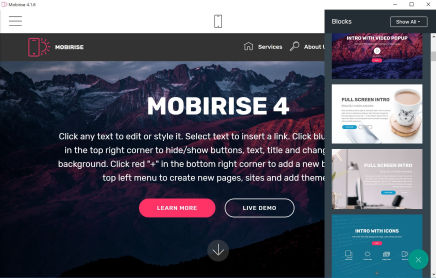 Mobirise 4.1.6
Blocks
Show All
MOBIRISE
Services
About
INTRO WITH VIDEO POPUP
MOBIRISE 4
Click any text to edit or style it. Select text to insert a link. Click
in the top right corner to hide/show buttons, text, title and
background. Click red "+" in the bottom right corner to add a new
top left menu to create new pages, sites and add
LEARN MORE
LIVE DEMO
FULL SCREEN INTRO
FULL SCREEN INTRO
INTRO WITH ICONS